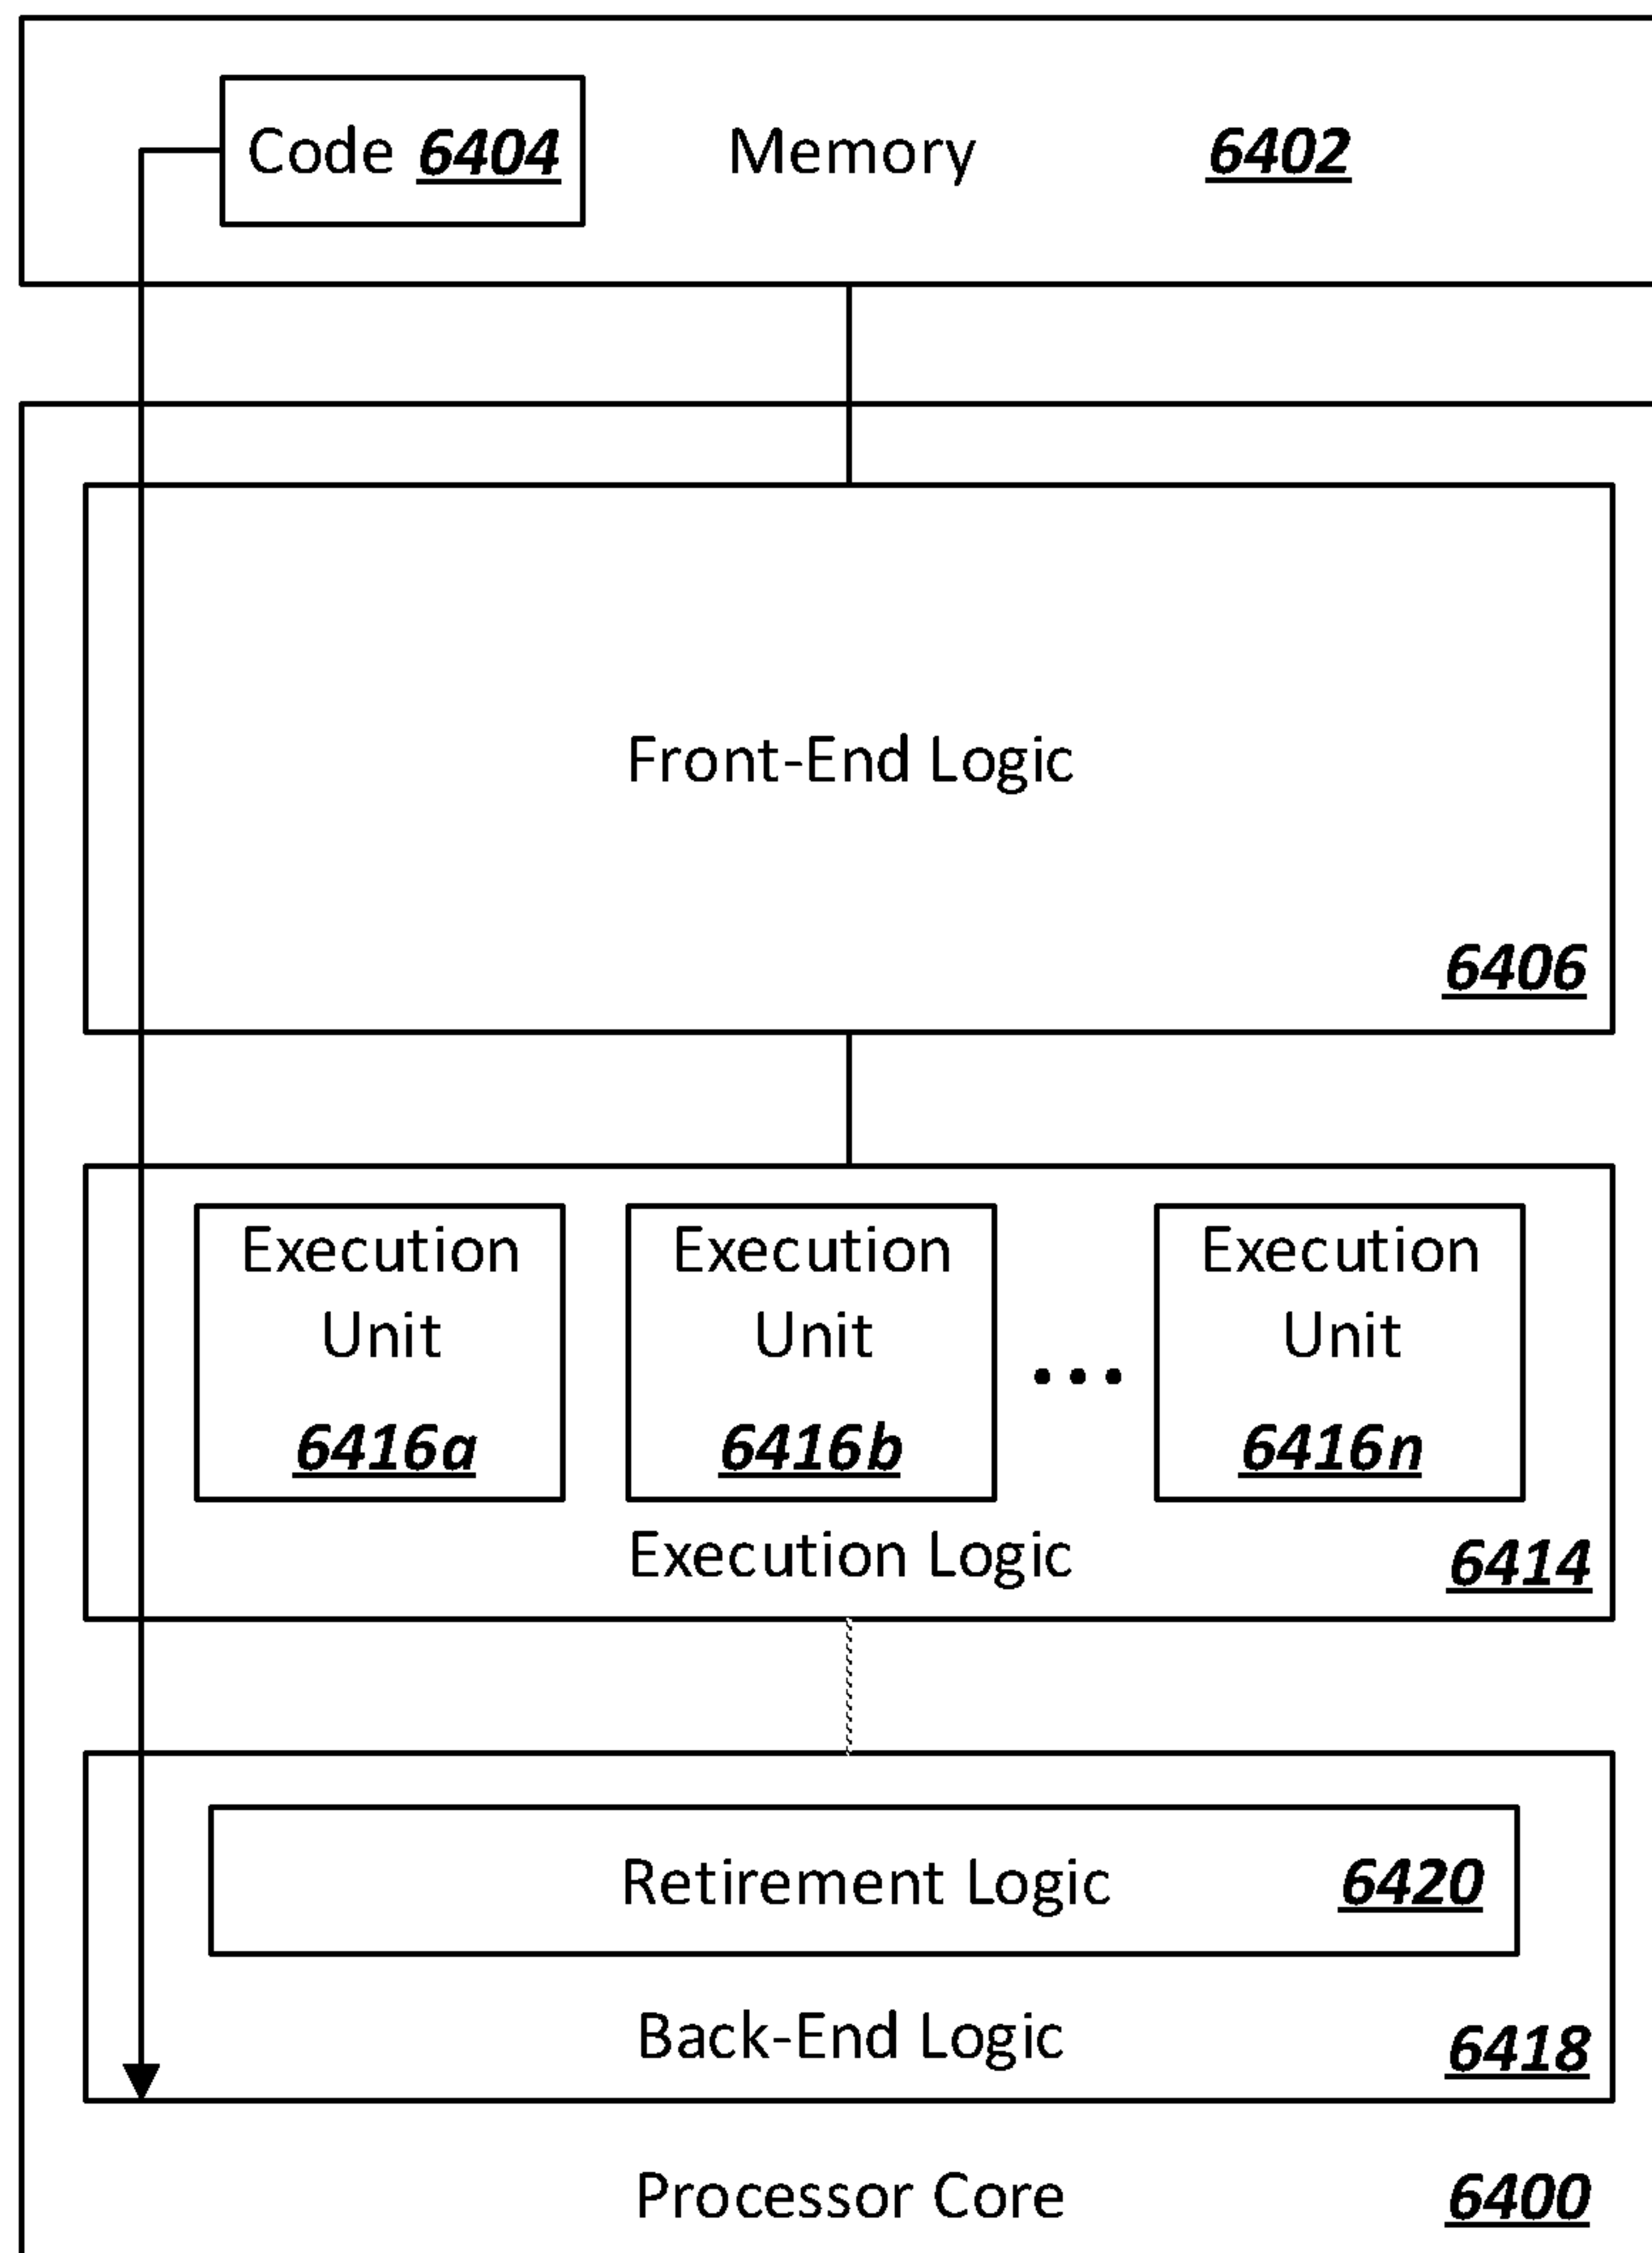 Code 6404 Memory 6402
Front-End Logic
6406
Execution Execution Execution
Unit Unit Unit
...
6416a 6416b 6416n
Execution Logic 6414
Retirement Logic 6420
Back-End Logic 6418
Processor Core 6400